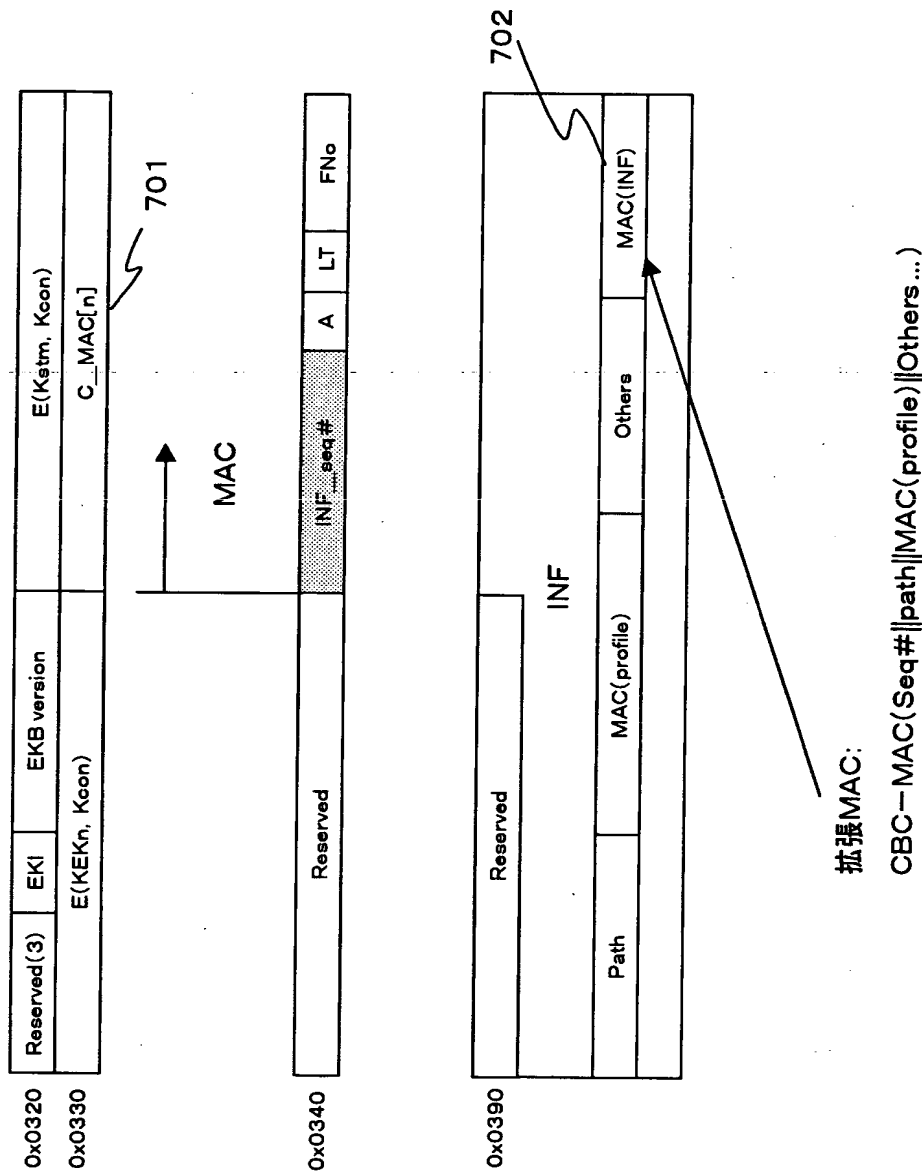 0x0320 Reserved(3) EKI EKB version E(Kstm, Kcon)
0x0330 E(KEKn, Kcon) C_MAC[n]
701
MAC
0x0340 Reserved INF_seq# A LT FNo
702
0x0390 Reserved
INF
Path MAC(profile) Others MAC(INF)
拡張MAC:
CBC－MAC(Seq#||path||MAC(profile)||Others...)